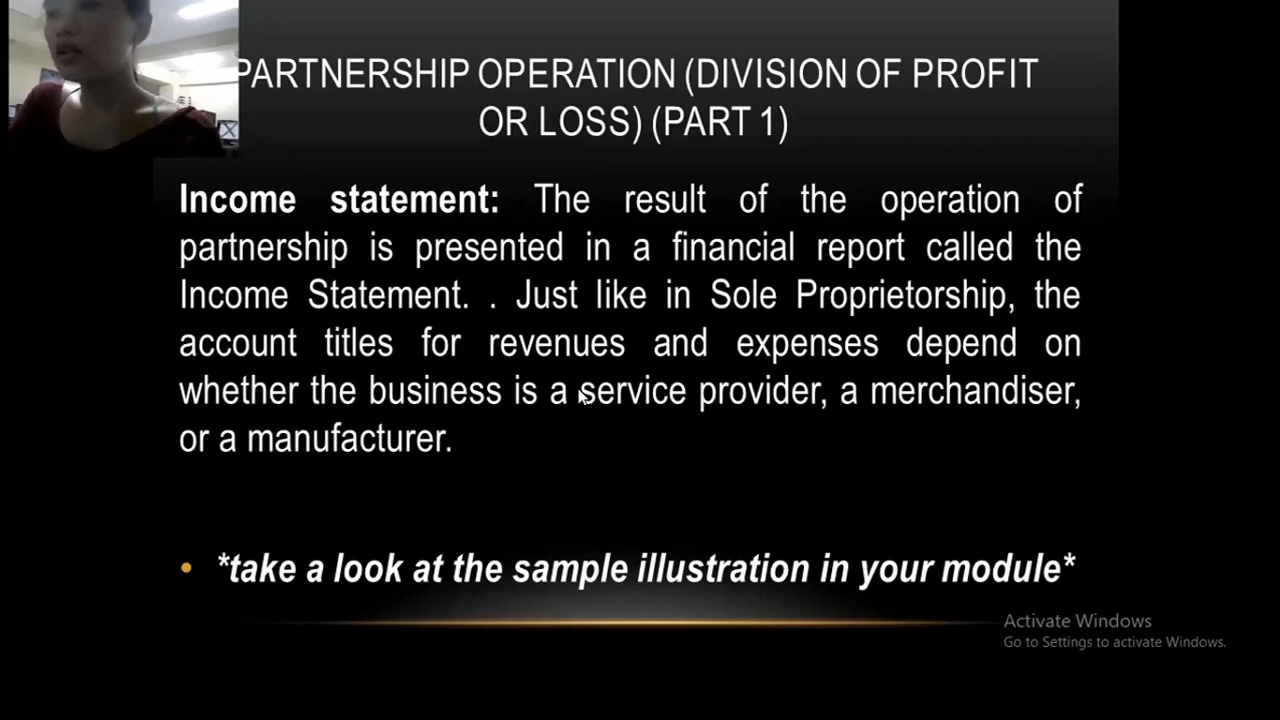 PARTNERSHIP OPERATION (DIVISION OF PROFIT
OR LOSS) (PART 1)
Income statement: The result of the operation of
partnership is presented in a financial report called the
Income Statement. . Just like in Sole Proprietorship, the
account titles for revenues and expenses depend on
whether the business is a service provider, a merchandiser,
or a manufacturer.
• *take a look at the sample illustration in your module*
Activate Windows
Go to Settings to activate Windows.